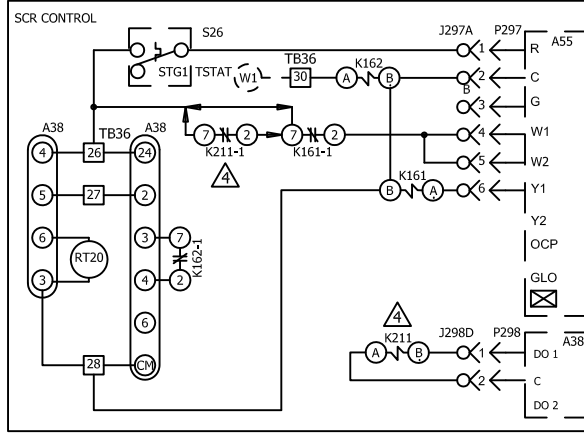 SCR CONTROL
S26
J297A P297
A55
STG1 TSTAT
W1
TB36
30
A K162 B
1 R
2 C
B
3 G
4 W1
5 W2
6 Y1
Y2
OCP
GLO
7 2 7 2
K211-1 K161-1
4
B K161 A
A38 TB36 A38
4 26 24
5 27 2
6 3 7
RT20 K162-1
3 4 2
6
28 CM
4
A K211 B
J298D P298 A38
1 DO 1
2 C
DO 2